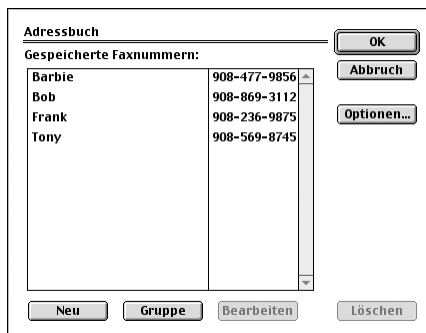 Adressbuch
OK
Gespeicherte Faxnummern:
Abbruch
Barbie 908-477-9856
Bob 908-869-3112
Frank 908-236-9875
Optionen...
Tony 908-569-8745
Neu Gruppe Bearbeiten Löschen